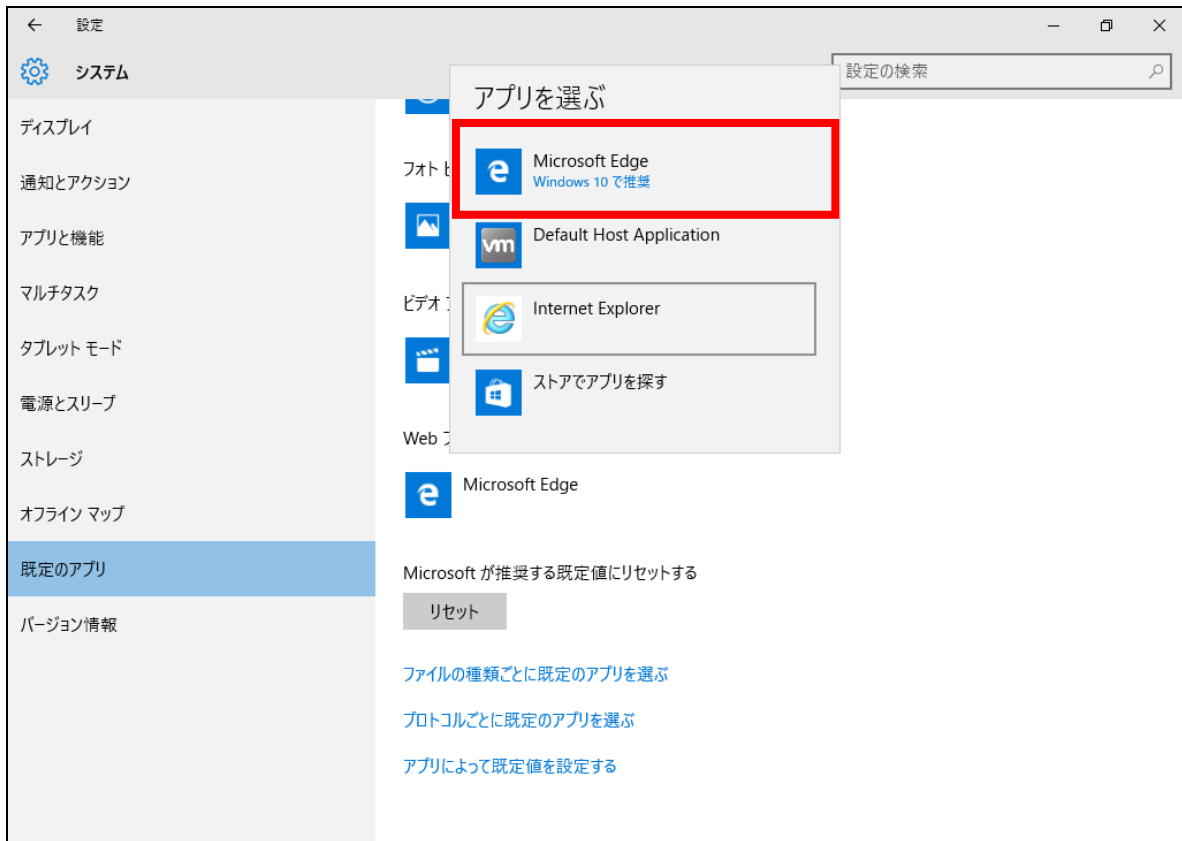 設定
システム
設定の検索
ディスプレイ
通知とアクション
アプリと機能
マルチタスク
タブレット モード
電源とスリープ
ストレージ
オフライン マップ
既定のアプリ
バージョン情報
アプリを選ぶ
Microsoft Edge
Windows 10 で推奨
Default Host Application
Internet Explorer
ストアでアプリを探す
フォト
ビデオ
Web
Microsoft Edge
Microsoft が推奨する既定値にリセットする
リセット
ファイルの種類ごとに既定のアプリを選ぶ
プロトコルごとに既定のアプリを選ぶ
アプリによって既定値を設定する
vm